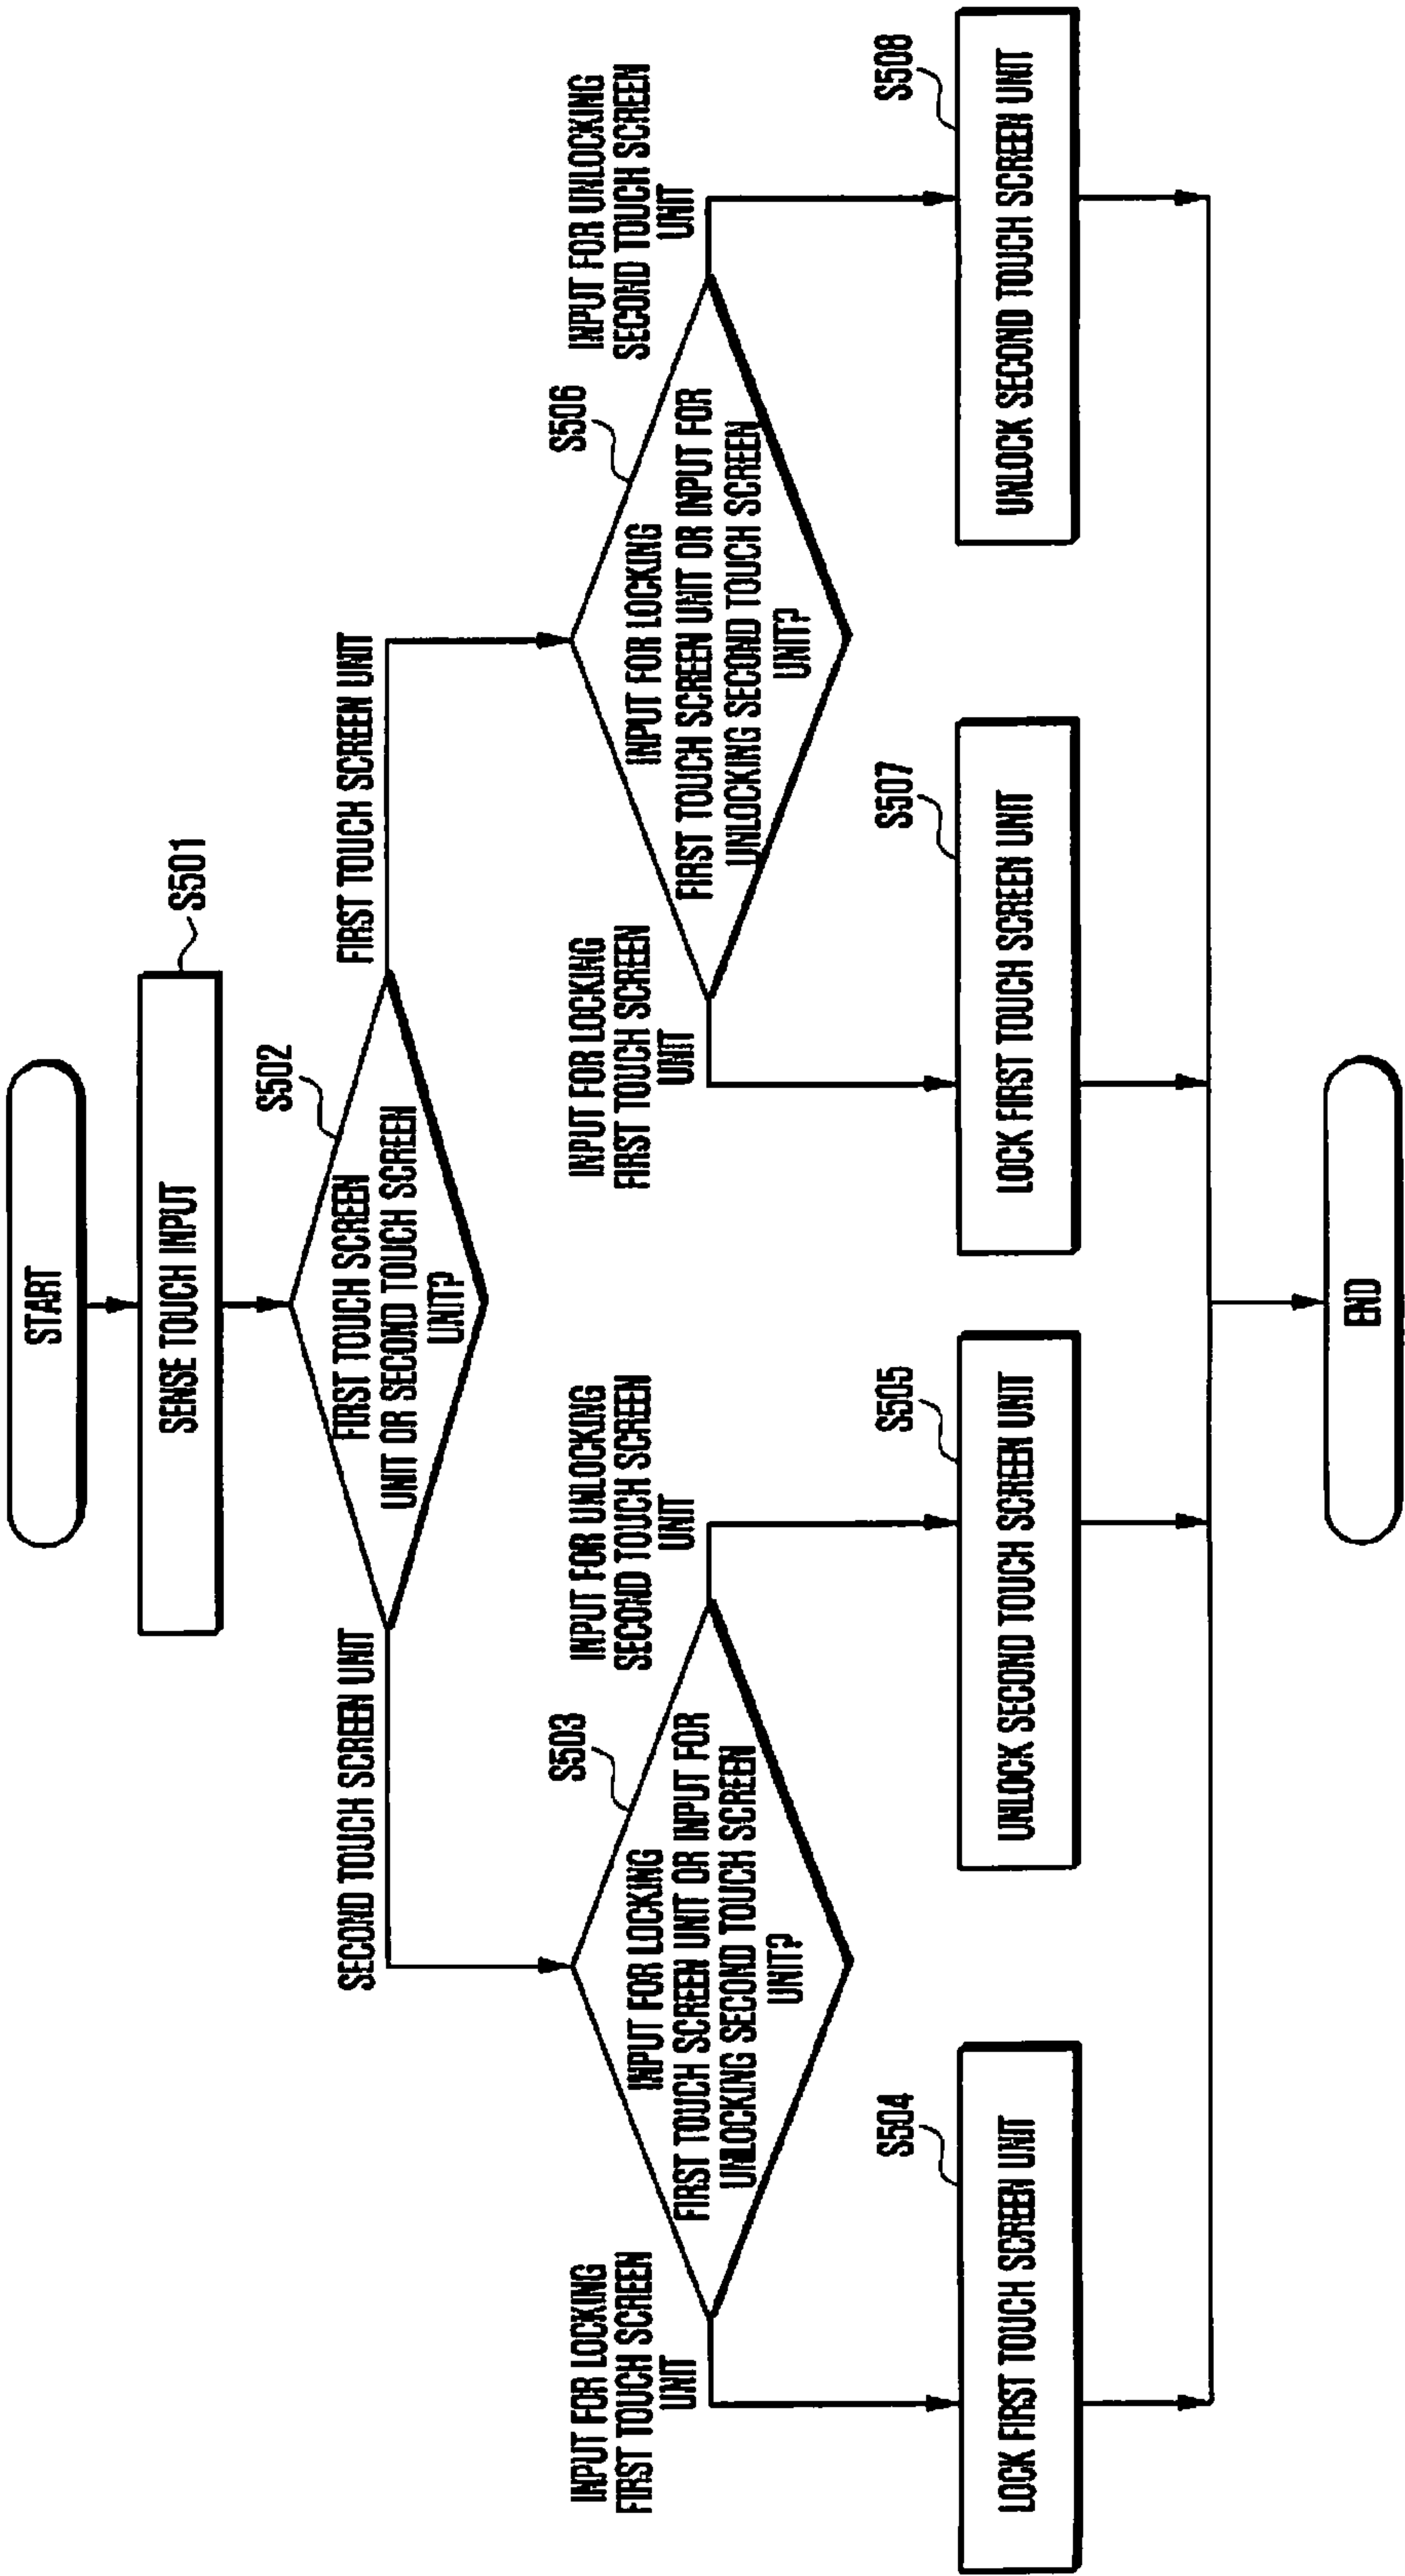 START
SENSE TOUCH INPUT
S501
S502
FIRST TOUCH SCREEN
UNIT OR SECOND TOUCH SCREEN
UNIT?
SECOND TOUCH SCREEN UNIT
FIRST TOUCH SCREEN UNIT
INPUT FOR LOCKING
FIRST TOUCH SCREEN
UNIT
S503
INPUT FOR LOCKING
FIRST TOUCH SCREEN UNIT OR INPUT FOR
UNLOCKING SECOND TOUCH SCREEN
UNIT?
INPUT FOR UNLOCKING
SECOND TOUCH SCREEN
UNIT
INPUT FOR LOCKING
FIRST TOUCH SCREEN
UNIT
S506
INPUT FOR LOCKING
FIRST TOUCH SCREEN UNIT OR INPUT FOR
UNLOCKING SECOND TOUCH SCREEN
UNIT?
INPUT FOR UNLOCKING
SECOND TOUCH SCREEN
UNIT
S504
LOCK FIRST TOUCH SCREEN UNIT
S505
UNLOCK SECOND TOUCH SCREEN UNIT
S507
LOCK FIRST TOUCH SCREEN UNIT
S508
UNLOCK SECOND TOUCH SCREEN UNIT
END